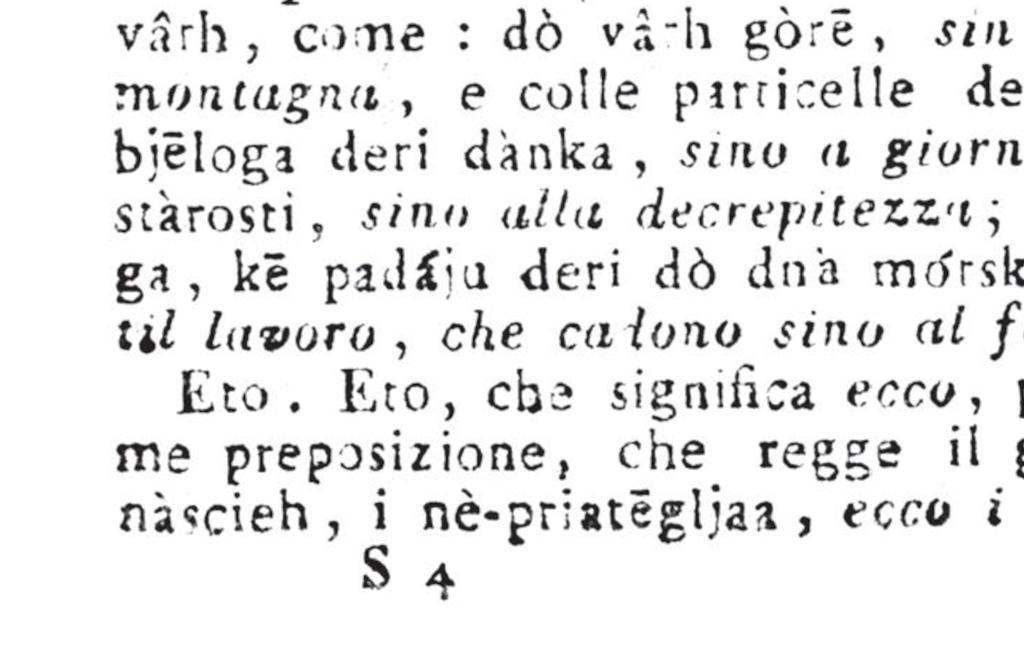 vârh, come : dò vârh gòrē, sin
montagna, e colle particelle de
bjēloga deri dànka, sino a giorn
stàrosti, sino alla decrepitezza;
ga, kē padáju deri dò dnà mórsk
til lavoro, che cadono sino al f
Eto. Eto, che significa ecco, p
me preposizione, che regge il g
nàscieh, i nè-priatēgljaa, ecco i
S 4